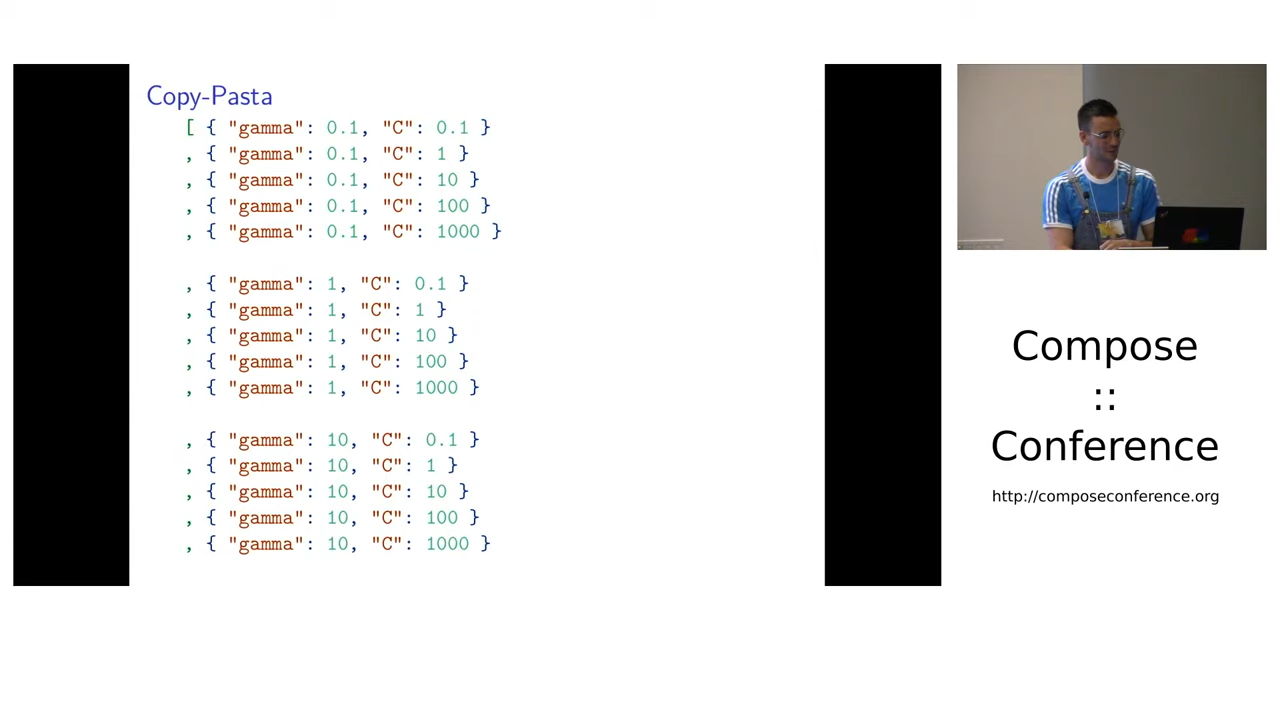 Copy-Pasta
[ { "gamma": 0.1, "C": 0.1 }
, { "gamma": 0.1, "C": 1 }
, { "gamma": 0.1, "C": 10 }
, { "gamma": 0.1, "C": 100 }
, { "gamma": 0.1, "C": 1000 }
, { "gamma": 1, "C": 0.1 }
, { "gamma": 1, "C": 1 }
, { "gamma": 1, "C": 10 }
, { "gamma": 1, "C": 100 }
, { "gamma": 1, "C": 1000 }
, { "gamma": 10, "C": 0.1 }
, { "gamma": 10, "C": 1 }
, { "gamma": 10, "C": 10 }
, { "gamma": 10, "C": 100 }
, { "gamma": 10, "C": 1000 }
Compose
::
Conference
http://composeconference.org